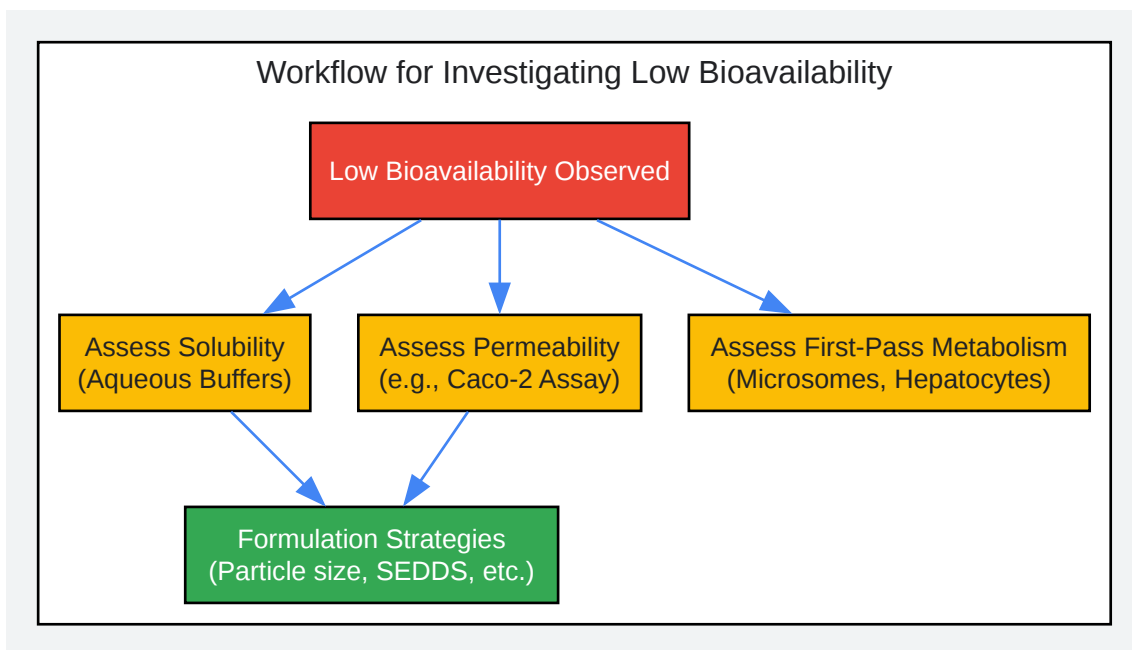 Workflow for Investigating Low Bioavailability
Low Bioavailability Observed
Assess Solubility
(Aqueous Buffers)
Assess Permeability
(e.g., Caco-2 Assay)
Assess First-Pass Metabolism
(Microsomes, Hepatocytes)
Formulation Strategies
(Particle size, SEDDS, etc.)